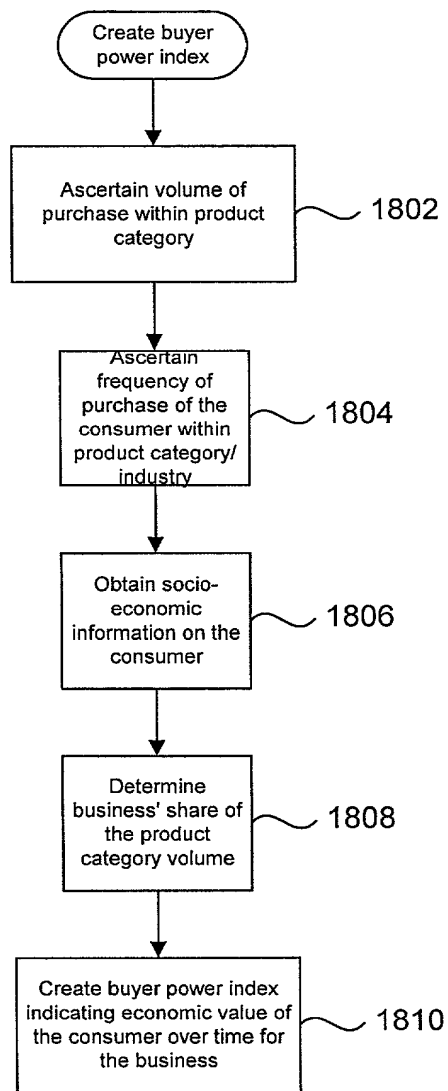 Create buyer
power index
Ascertain volume of
purchase within product
category
1802
Ascertain
frequency of
purchase of the
consumer within
product category/
industry
1804
Obtain socio-
economic
information on the
consumer
1806
Determine
business' share of
the product
category volume
1808
Create buyer power index
indicating economic value of
the consumer over time for
the business
1810